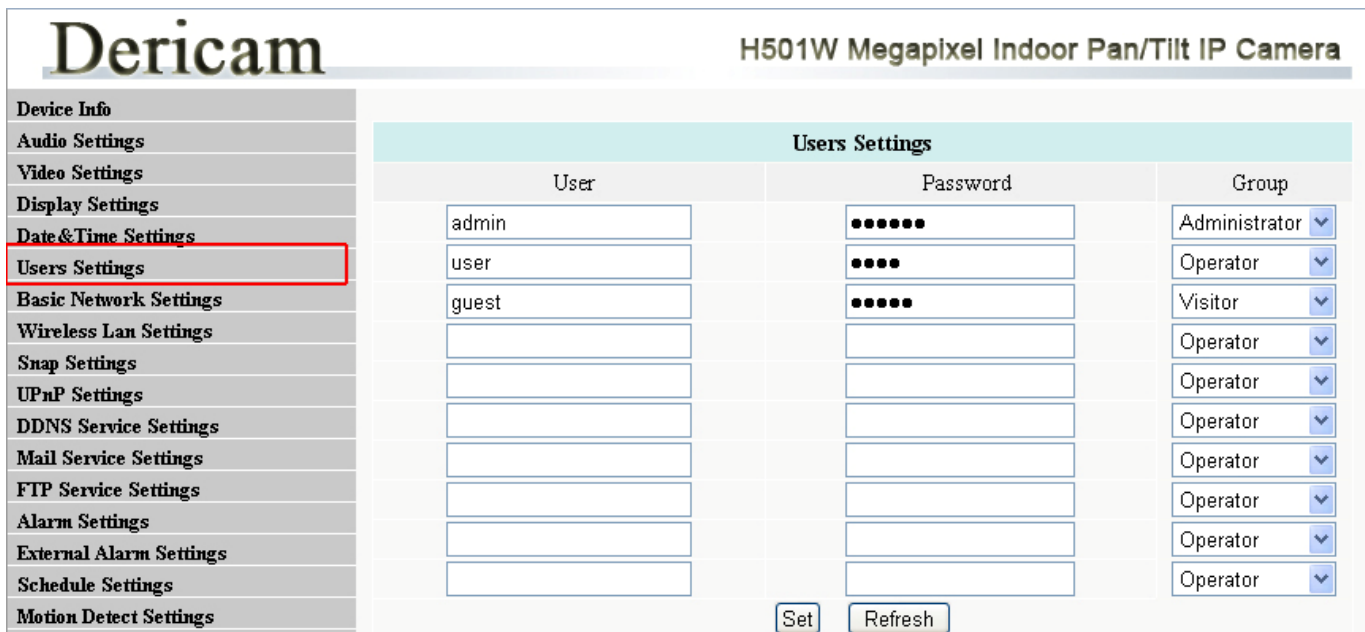 Dericam
H501W Megapixel Indoor Pan/Tilt IP Camera
Device Info
Audio Settings
Video Settings
Display Settings
Date&Time Settings
Users Settings
Basic Network Settings
Wireless Lan Settings
Snap Settings
UPnP Settings
DDNS Service Settings
Mail Service Settings
FTP Service Settings
Alarm Settings
External Alarm Settings
Schedule Settings
Motion Detect Settings
Users Settings
User Password Group
admin ●●●●●● Administrator
user ●●●● Operator
guest ●●●●● Visitor
Operator
Operator
Operator
Operator
Operator
Operator
Operator
Set Refresh